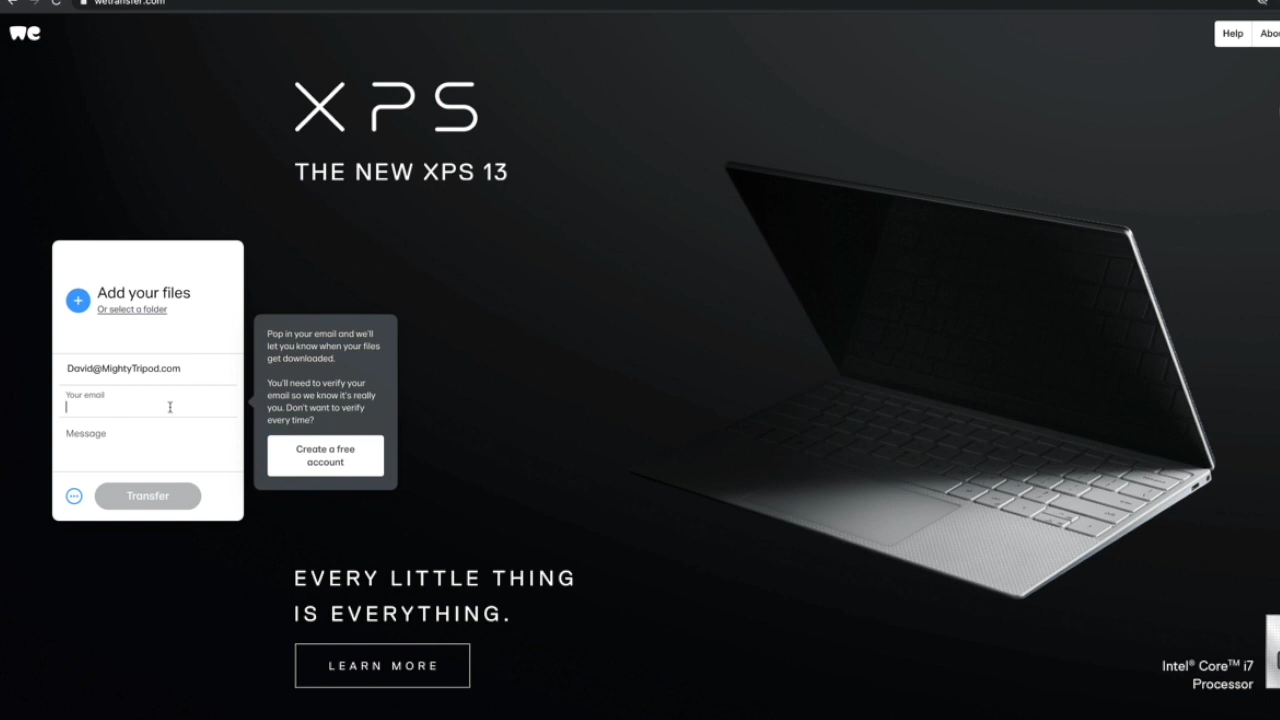 wetransfer.com
we
Help
XPS
THE NEW XPS 13
Add your files
Or select a folder
David@MightyTripod.com
Your email
Message
Transfer
Pop in your email and we'll
let you know when your files
get downloaded.
You'll need to verify your
email so we know it's really
you. Don't want to verify
every time?
Create a free
account
EVERY LITTLE THING
IS EVERYTHING.
LEARN MORE
Intel® Core™ i7
Processor